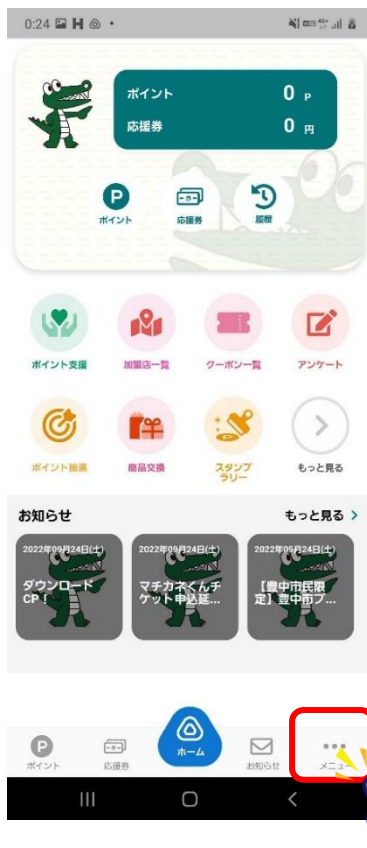 0:24
ポイント 0 P
応援券 0 円
P
ポイント 応援券 履歴
ポイント支援 加盟店一覧 クーポン一覧 アンケート
ポイント抽選 商品交換 スタンプ
ラリー もっと見る
お知らせ もっと見る
2022年09月24日(土) 2022年09月24日(土) 2022年09月24日(土)
ダウンロード
CP！
マチカネくんチ
ケット申込延...
【豊中市民限
定】豊中市プ...
P
ポイント 応援券 ホーム お知らせ メニュー